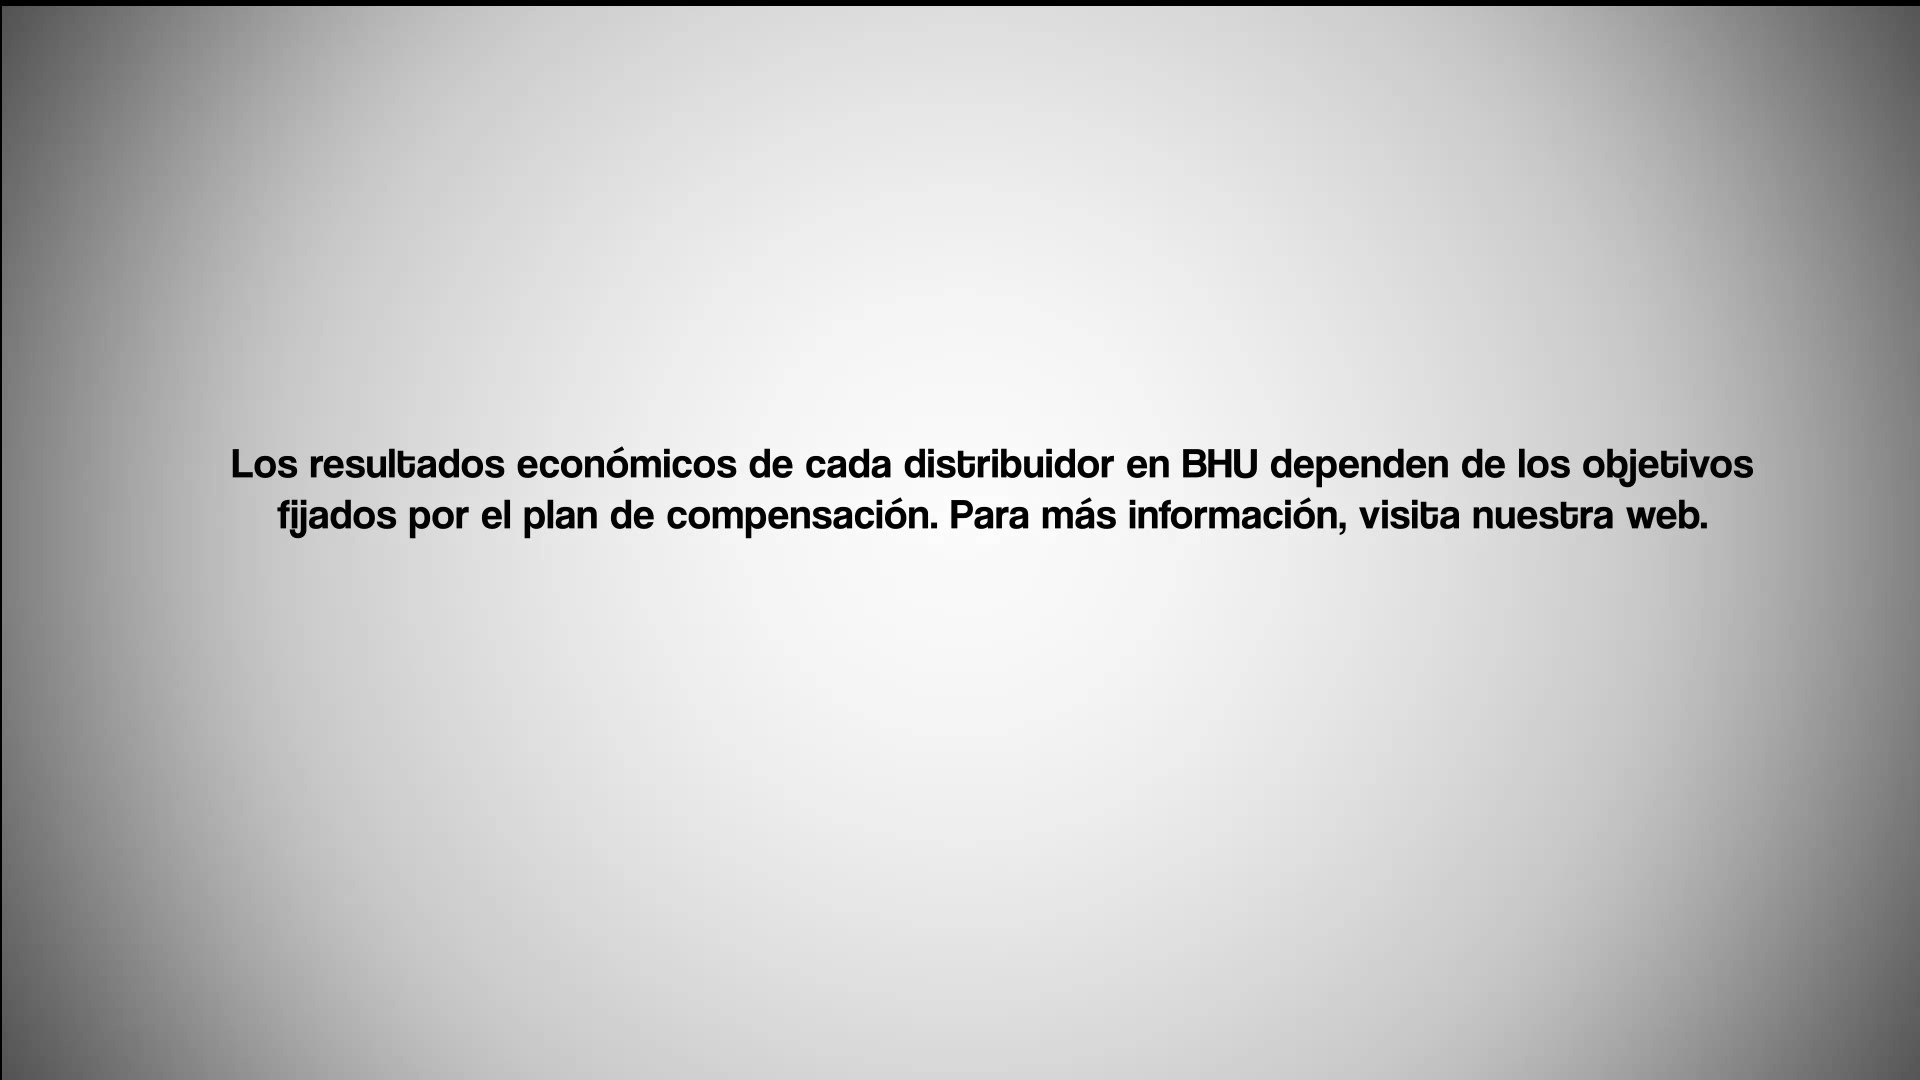 Los resultados económicos de cada distribuidor en BHU dependen de los objetivos
fijados por el plan de compensación. Para más información, visita nuestra web.